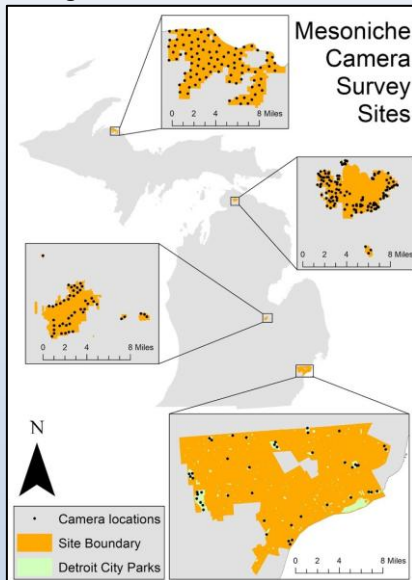 Mesoniche
Camera
Survey
Sites
0 2 4 8 Miles
0 2 4 8 Miles
0 2 4 8 Miles
0 2 4 8 Miles
N
Camera locations
Site Boundary
Detroit City Parks